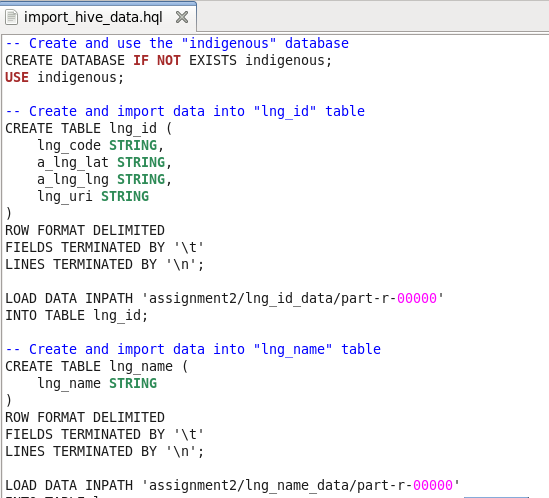 import_hive_data.hql
-- Create and use the "indigenous" database
CREATE DATABASE IF NOT EXISTS indigenous;
USE indigenous;
-- Create and import data into "lng_id" table
CREATE TABLE lng_id (
    lng_code STRING,
    a_lng_lat STRING,
    a_lng_lng STRING,
    lng_uri STRING
)
ROW FORMAT DELIMITED
FIELDS TERMINATED BY '\t'
LINES TERMINATED BY '\n';
LOAD DATA INPATH 'assignment2/lng_id_data/part-r-00000'
INTO TABLE lng_id;
-- Create and import data into "lng_name" table
CREATE TABLE lng_name (
    lng_name STRING
)
ROW FORMAT DELIMITED
FIELDS TERMINATED BY '\t'
LINES TERMINATED BY '\n';
LOAD DATA INPATH 'assignment2/lng_name_data/part-r-00000'